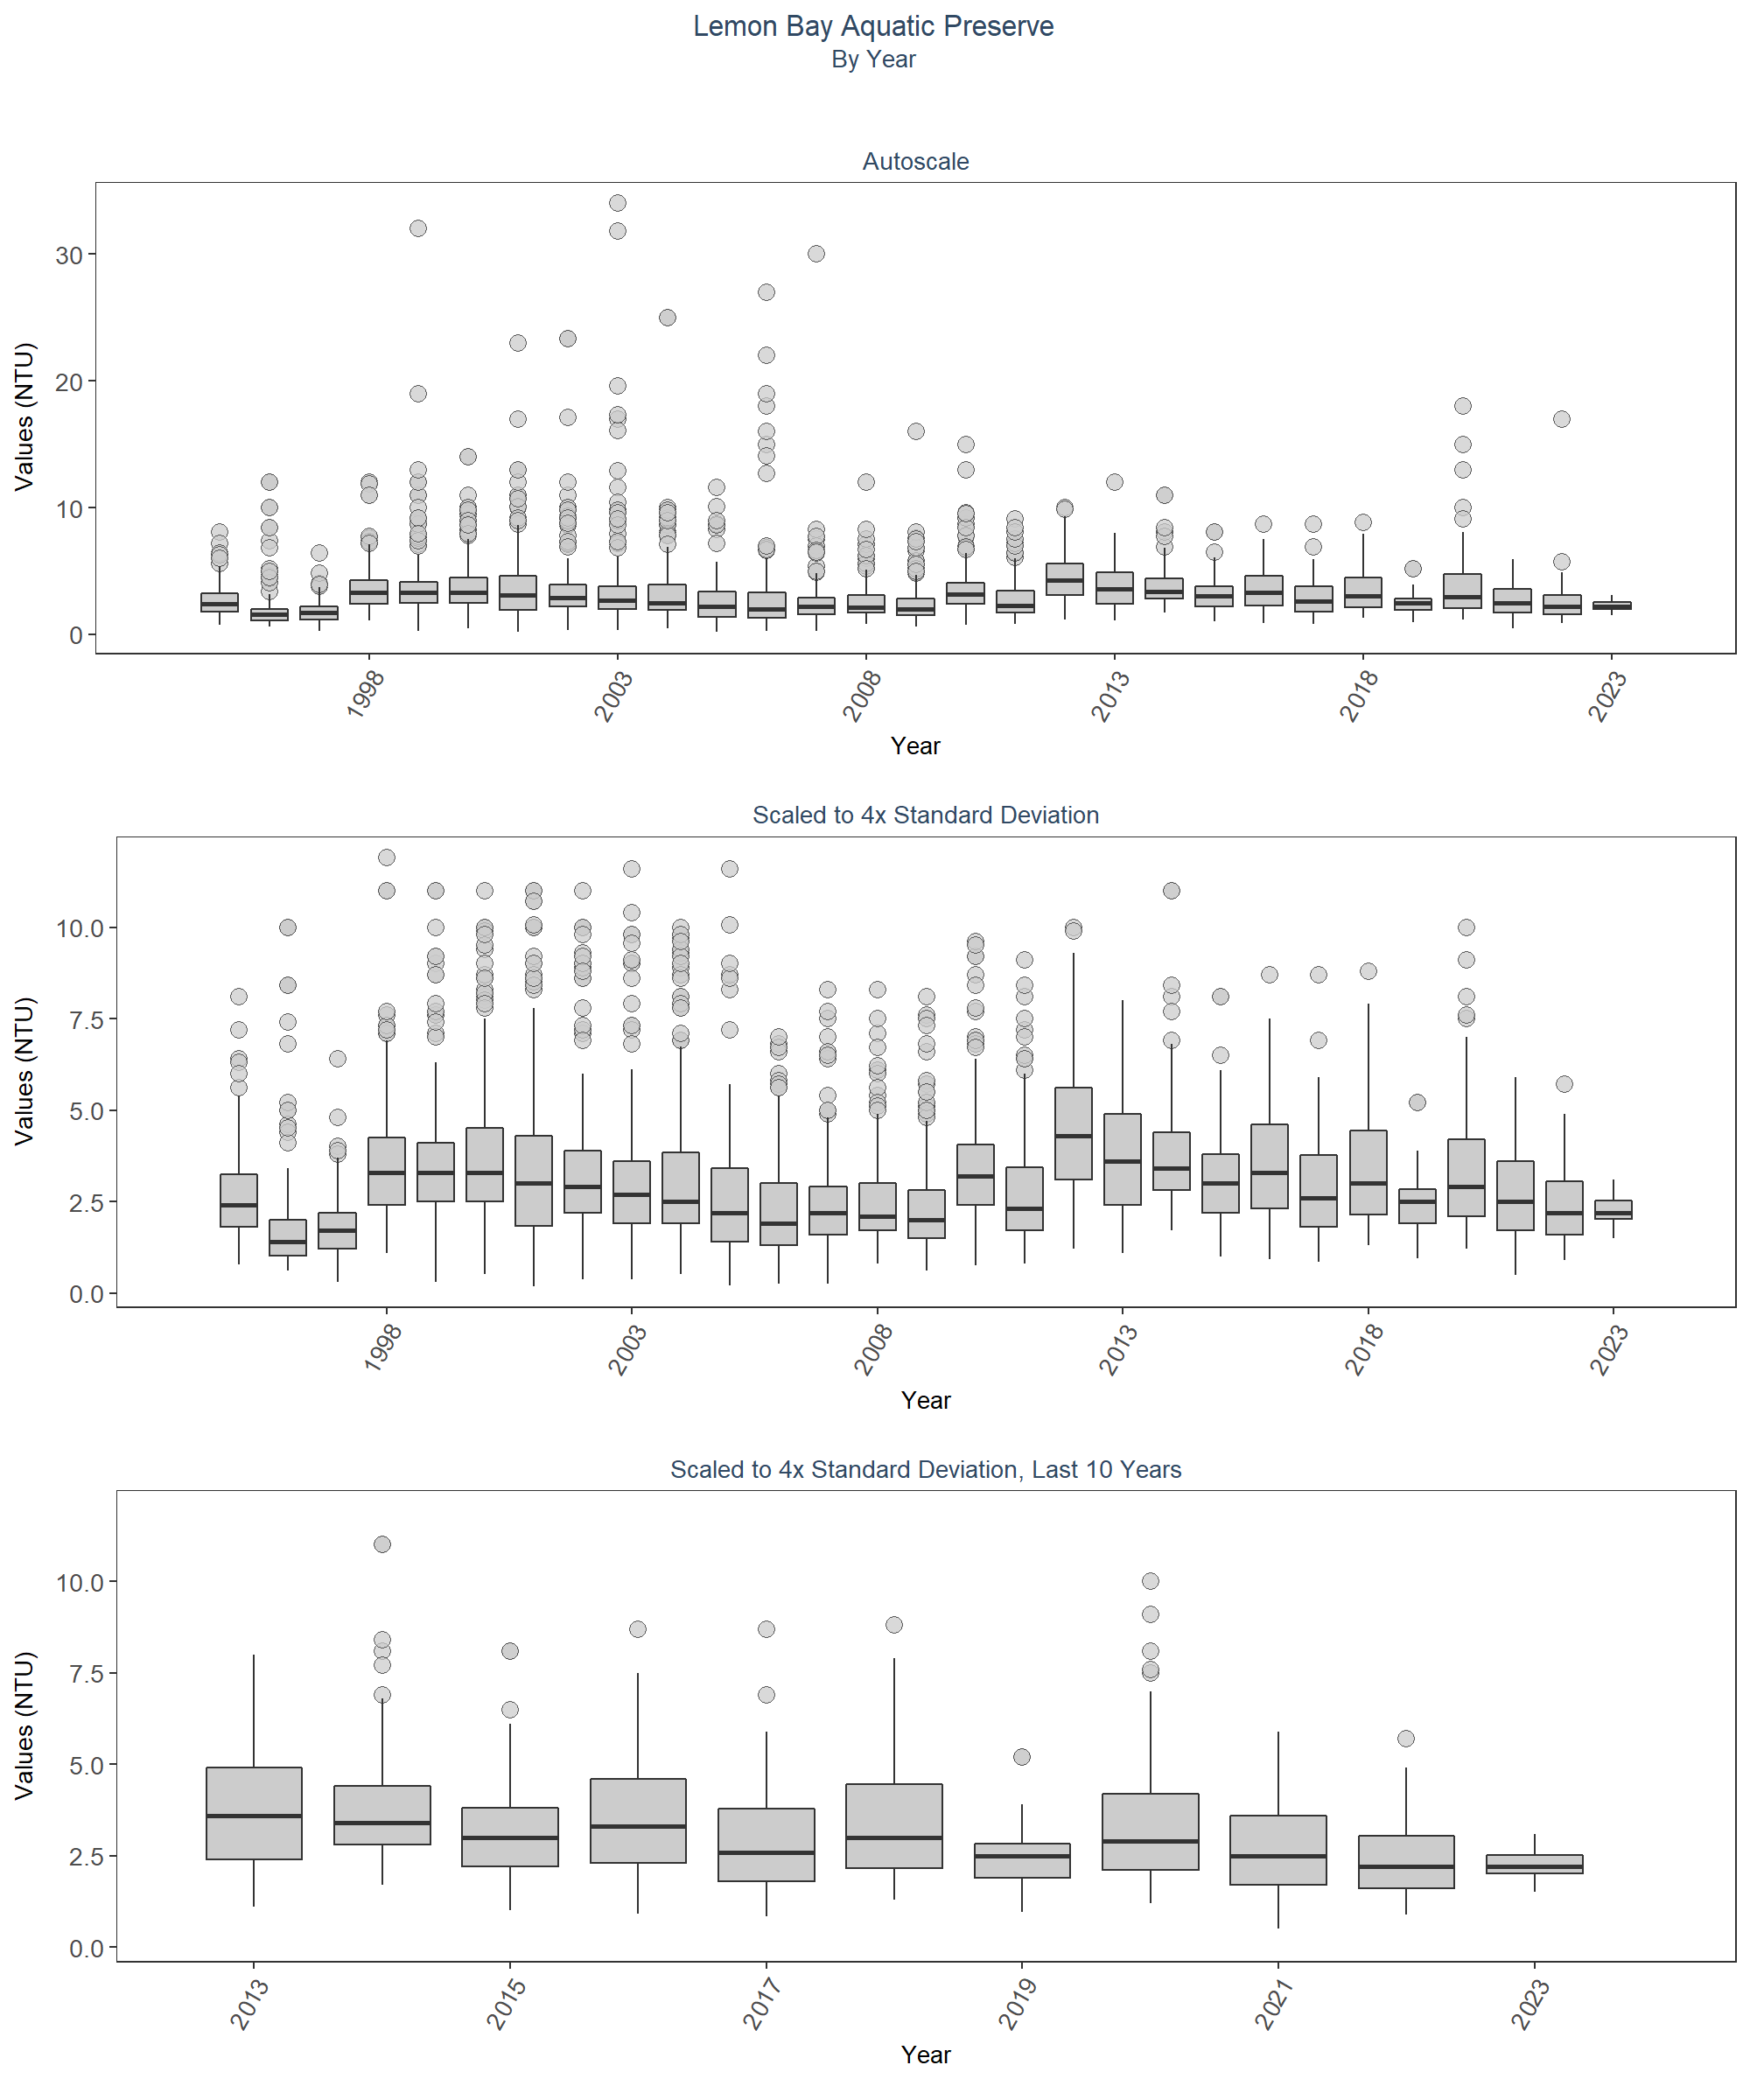 Lemon Bay Aquatic Preserve
By Year
Autoscale
Values (NTU)
30
20
10
0
1998
2003
2008
2013
2018
2023
Year
Scaled to 4x Standard Deviation
Values (NTU)
10.0
7.5
5.0
2.5
0.0
1998
2003
2008
2013
2018
2023
Year
Scaled to 4x Standard Deviation, Last 10 Years
Values (NTU)
10.0
7.5
5.0
2.5
0.0
2013
2015
2017
2019
2021
2023
Year